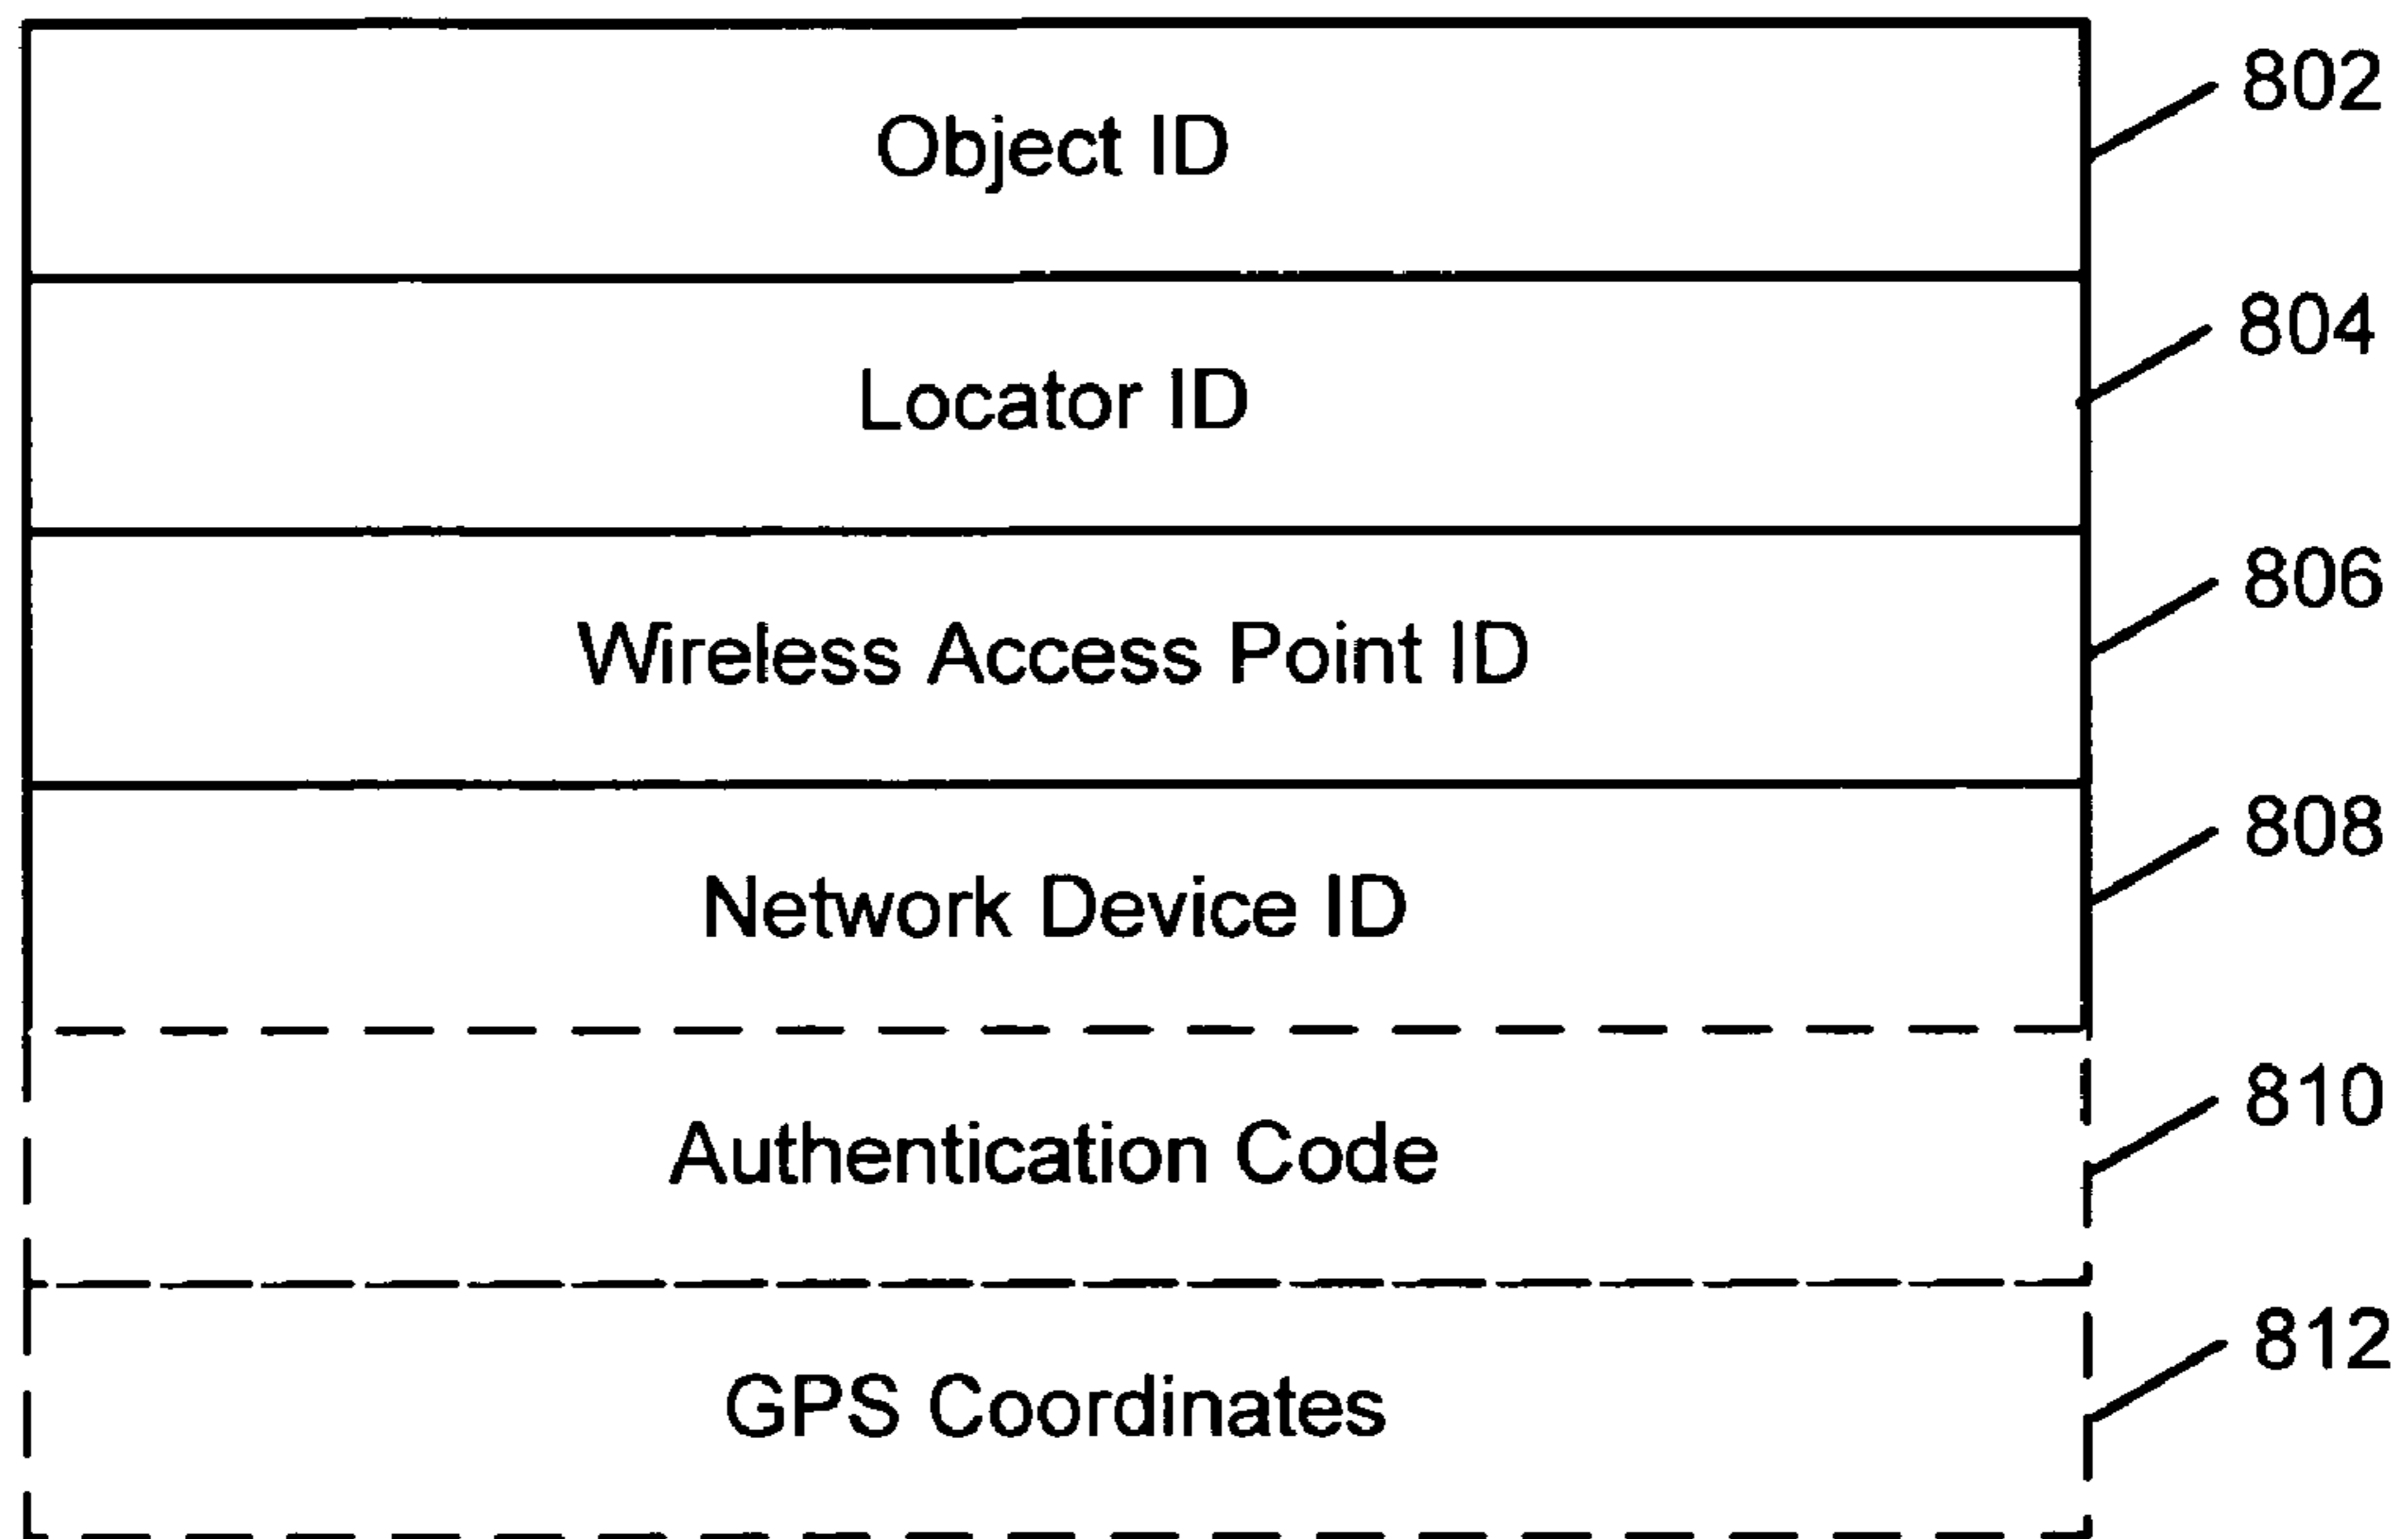 Object ID
802
Locator ID
804
Wireless Access Point ID
806
Network Device ID
808
Authentication Code
810
GPS Coordinates
812